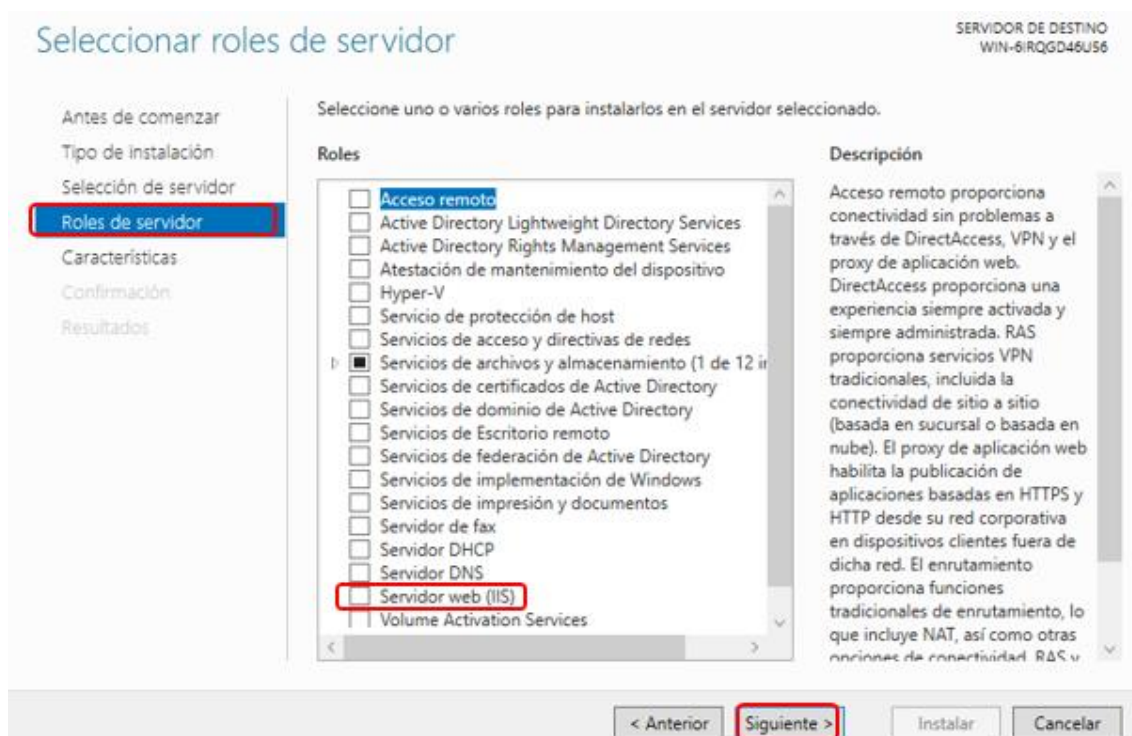 Seleccionar roles de servidor
SERVIDOR DE DESTINO
WIN-6IRQGD46U56
Antes de comenzar
Tipo de instalación
Selección de servidor
Roles de servidor
Características
Confirmación
Resultados
Seleccione uno o varios roles para instalarlos en el servidor seleccionado.
Roles
Acceso remoto
Active Directory Lightweight Directory Services
Active Directory Rights Management Services
Atestación de mantenimiento del dispositivo
Hyper-V
Servicio de protección de host
Servicios de acceso y directivas de redes
Servicios de archivos y almacenamiento (1 de 12 in
Servicios de certificados de Active Directory
Servicios de dominio de Active Directory
Servicios de Escritorio remoto
Servicios de federación de Active Directory
Servicios de implementación de Windows
Servicios de impresión y documentos
Servidor de fax
Servidor DHCP
Servidor DNS
Servidor web (IIS)
Volume Activation Services
Descripción
Acceso remoto proporciona
conectividad sin problemas a
través de DirectAccess, VPN y el
proxy de aplicación web.
DirectAccess proporciona una
experiencia siempre activada y
siempre administrada. RAS
proporciona servicios VPN
tradicionales, incluida la
conectividad de sitio a sitio
(basada en sucursal o basada en
nube). El proxy de aplicación web
habilita la publicación de
aplicaciones basadas en HTTPS y
HTTP desde su red corporativa
en dispositivos clientes fuera de
dicha red. El enrutamiento
proporciona funciones
tradicionales de enrutamiento, lo
que incluye NAT, así como otras
opciones de conectividad. RAS y
< Anterior
Siguiente >
Instalar
Cancelar